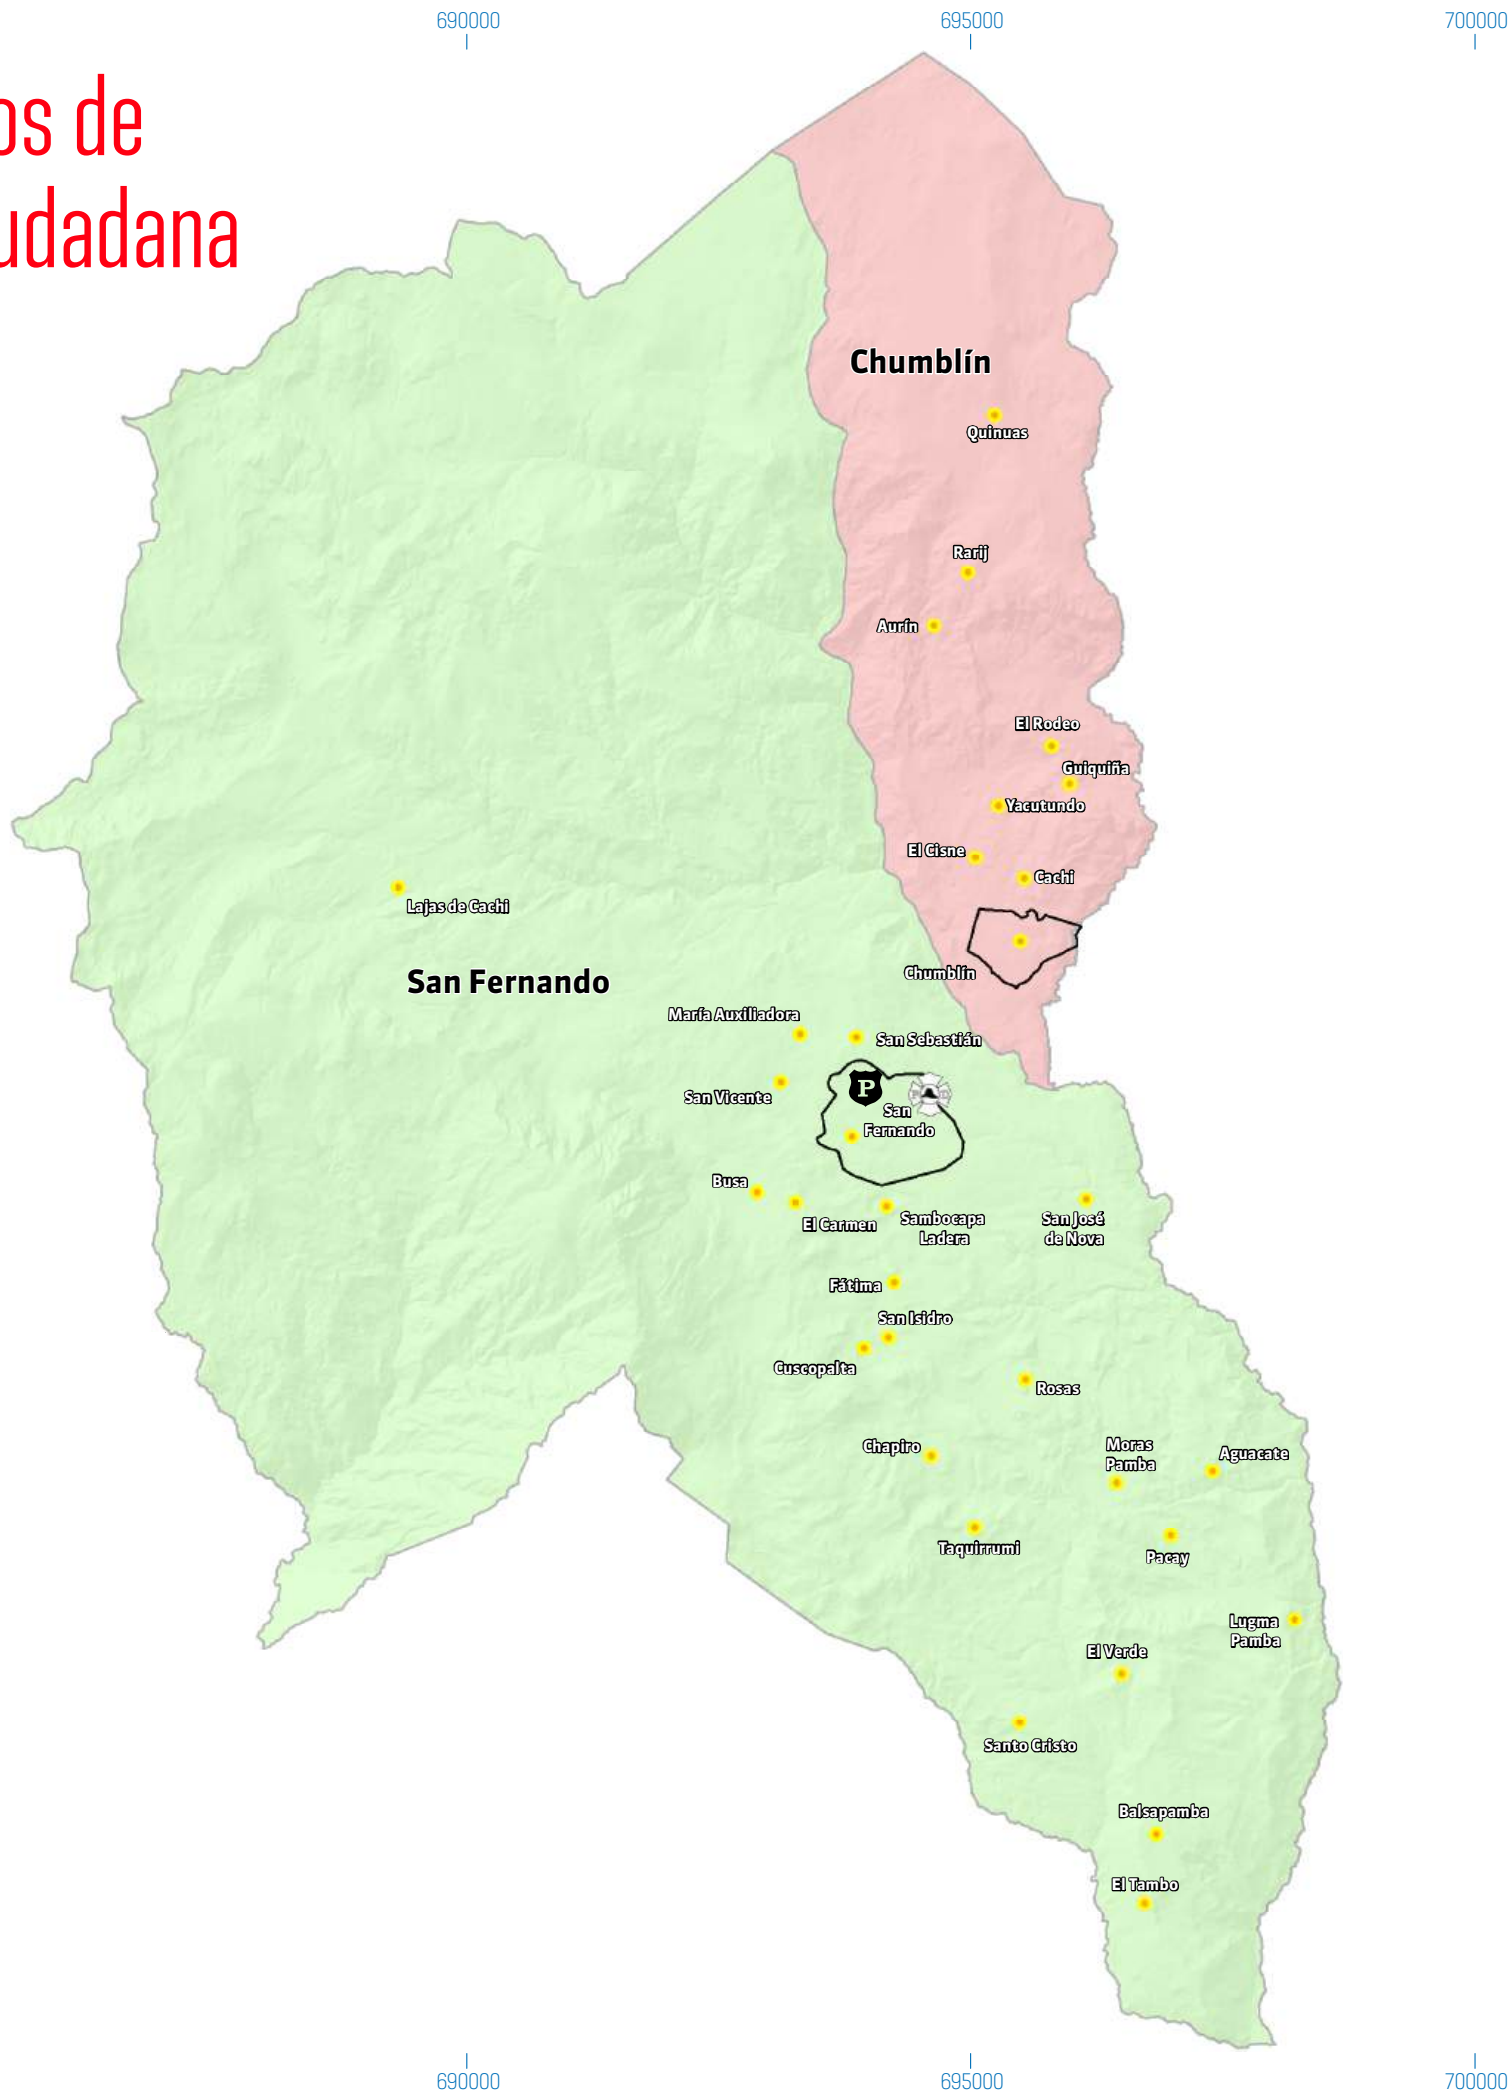 690000
695000
700000
os de
udadana
Chumblín
Quinuas
Rarij
Aurín
El Rodeo
Guiquiña
Yacutundo
El Cisne
Cachi
Lajas de Cachi
Chumblín
San Fernando
María Auxiliadora
San Sebastián
San Vicente
P
San
Fernando
Busa
El Carmen
Sambocapa
Ladera
San José
de Nova
Fátima
San Isidro
Cuscopalta
Rosas
Chapiro
Moras
Pamba
Aguacate
Taquirrumi
Pacay
Lugma
Pamba
El Verde
Santo Cristo
Balsapamba
El Tambo
690000
695000
700000